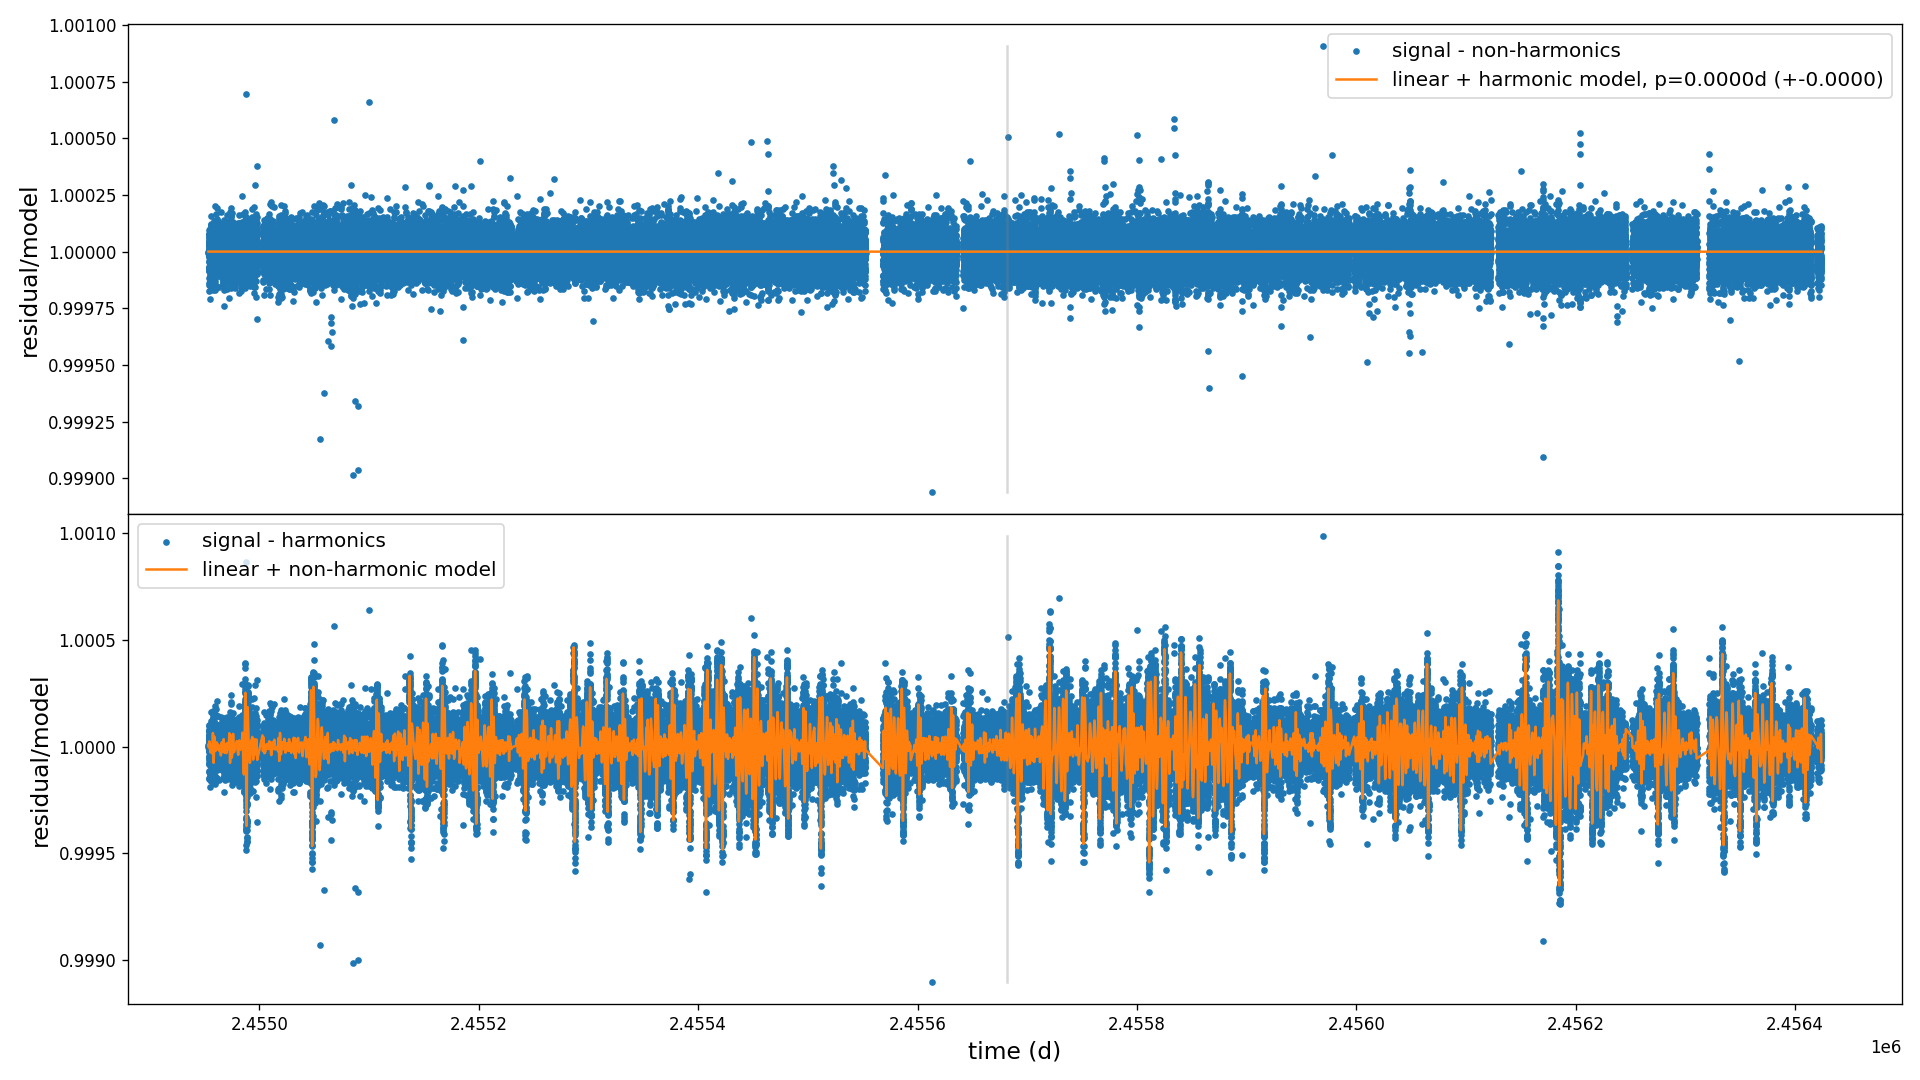 1.00100
1.00075
1.00050
1.00025
1.00000
0.99975
0.99950
0.99925
0.99900
residual/model
signal - non-harmonics
linear + harmonic model, p=0.0000d (+-0.0000)
1.0010
1.0005
1.0000
0.9995
0.9990
residual/model
signal - harmonics
linear + non-harmonic model
2.4550
2.4552
2.4554
2.4556
2.4558
2.4560
2.4562
2.4564
time (d)
1e6